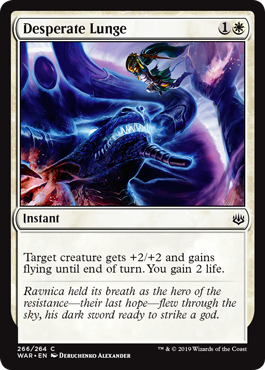 Desperate Lunge 1
Instant
Target creature gets +2/+2 and gains
flying until end of turn. You gain 2 life.
Ravnica held its breath as the hero of the
resistance—their last hope—flew through the
sky, his dark sword ready to strike a god.
266/264 C
WAR • EN Deruchenko Alexander ™ & © 2019 Wizards of the Coast